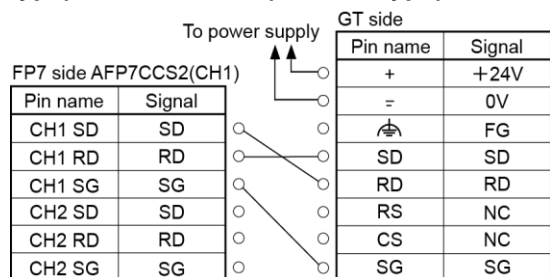 To power supply
GT side
Pin name Signal
+ +24V
= 0V
FG
SD SD
RD RD
RS NC
CS NC
SG SG
FP7 side AFP7CCS2(CH1)
Pin name Signal
CH1 SD SD
CH1 RD RD
CH1 SG SG
CH2 SD SD
CH2 RD RD
CH2 SG SG